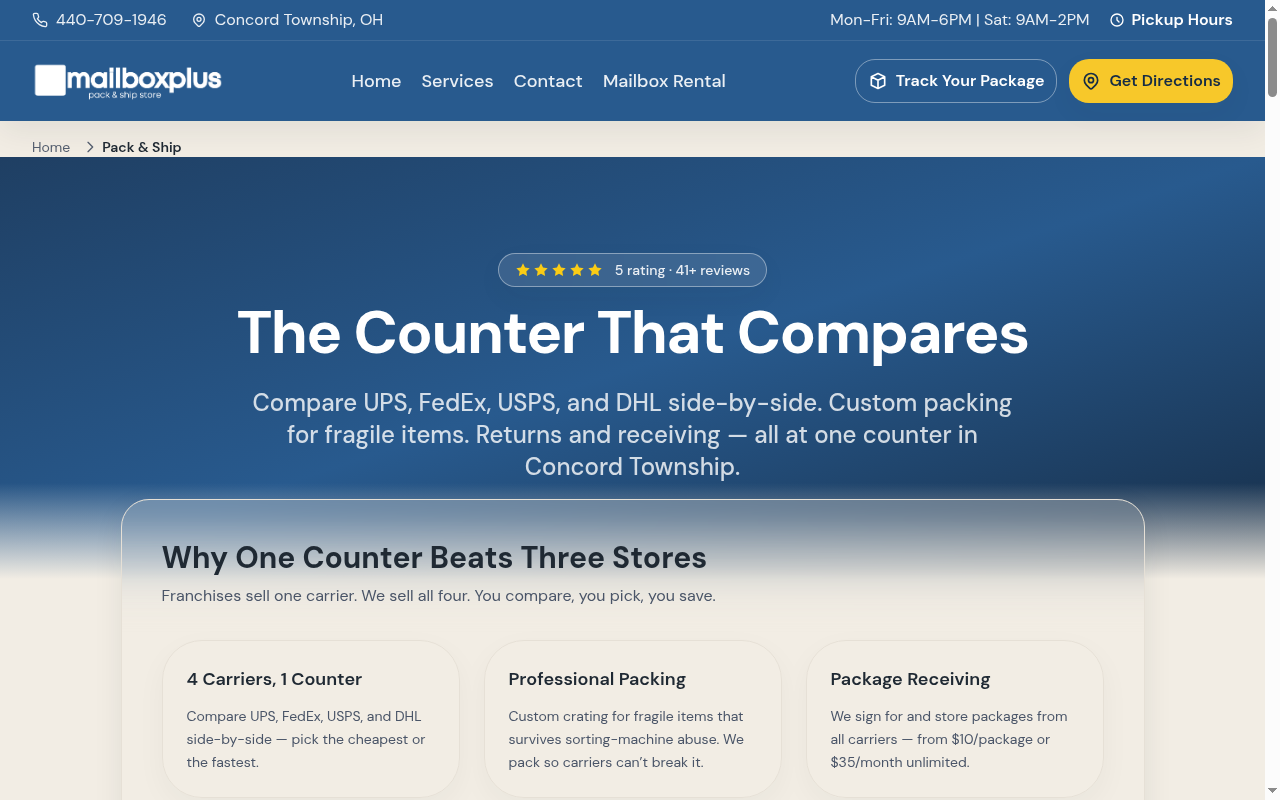 440-709-1946
Concord Township, OH
Mon-Fri: 9AM-6PM | Sat: 9AM-2PM
Pickup Hours
mailboxplus
pack & ship store
Home
Services
Contact
Mailbox Rental
Track Your Package
Get Directions
Home
Pack & Ship
5 rating · 41+ reviews
The Counter That Compares
Compare UPS, FedEx, USPS, and DHL side-by-side. Custom packing
for fragile items. Returns and receiving — all at one counter in
Concord Township.
Why One Counter Beats Three Stores
Franchises sell one carrier. We sell all four. You compare, you pick, you save.
4 Carriers, 1 Counter
Compare UPS, FedEx, USPS, and DHL
side-by-side — pick the cheapest or
the fastest.
Professional Packing
Custom crating for fragile items that
survives sorting-machine abuse. We
pack so carriers can’t break it.
Package Receiving
We sign for and store packages from
all carriers — from $10/package or
$35/month unlimited.